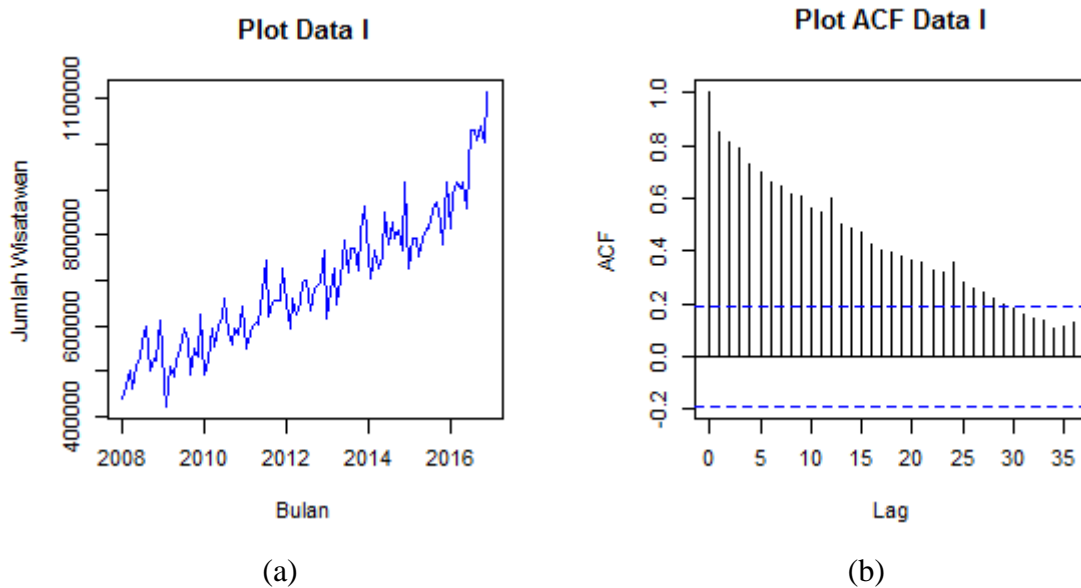 Plot Data I
Jumlah Wisatawan
400000
600000
800000
1100000
2008 2010 2012 2014 2016
Bulan
(a)
Plot ACF Data I
ACF
-0.2
0.0
0.2
0.4
0.6
0.8
1.0
0 5 10 15 20 25 30 35
Lag
(b)